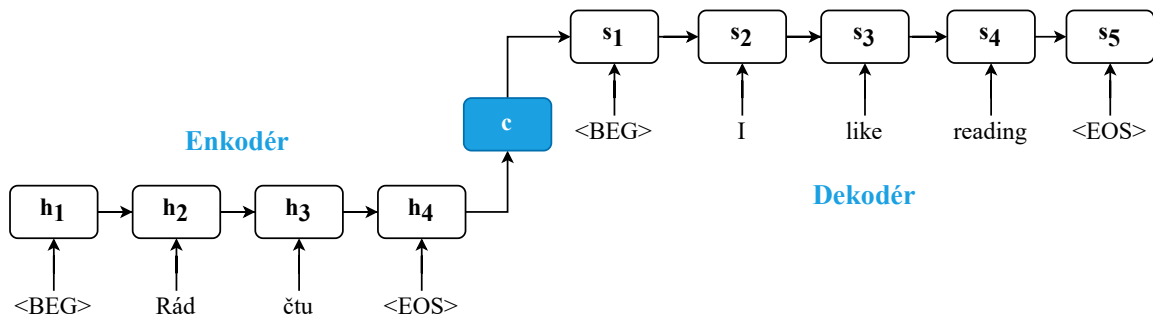 s1 s2 s3 s4 s5
c
<BEG> I like reading <EOS>
Enkodér
Dekodér
h1 h2 h3 h4
<BEG> Rád čtu <EOS>